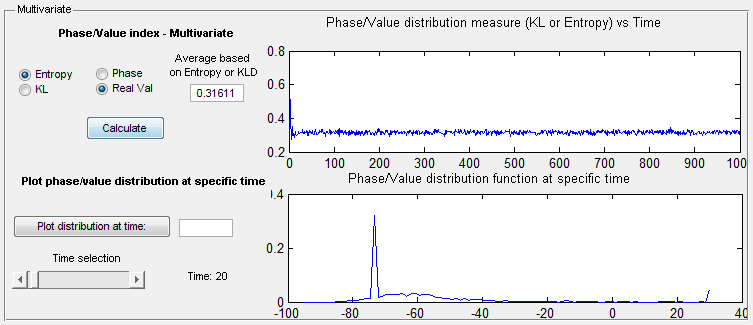 Multivariate
Phase/Value index - Multivariate
Entropy
KL
Phase
Real Val
Average based
on Entropy or KLD
0.31611
Calculate
Phase/Value distribution measure (KL or Entropy) vs Time
0.8
0.6
0.4
0.2
0 100 200 300 400 500 600 700 800 900 1000
Plot phase/value distribution at specific time
Plot distribution at time:
Time selection
Time: 20
Phase/Value distribution function at specific time
0.4
0.2
0
-100 -80 -60 -40 -20 0 20 40